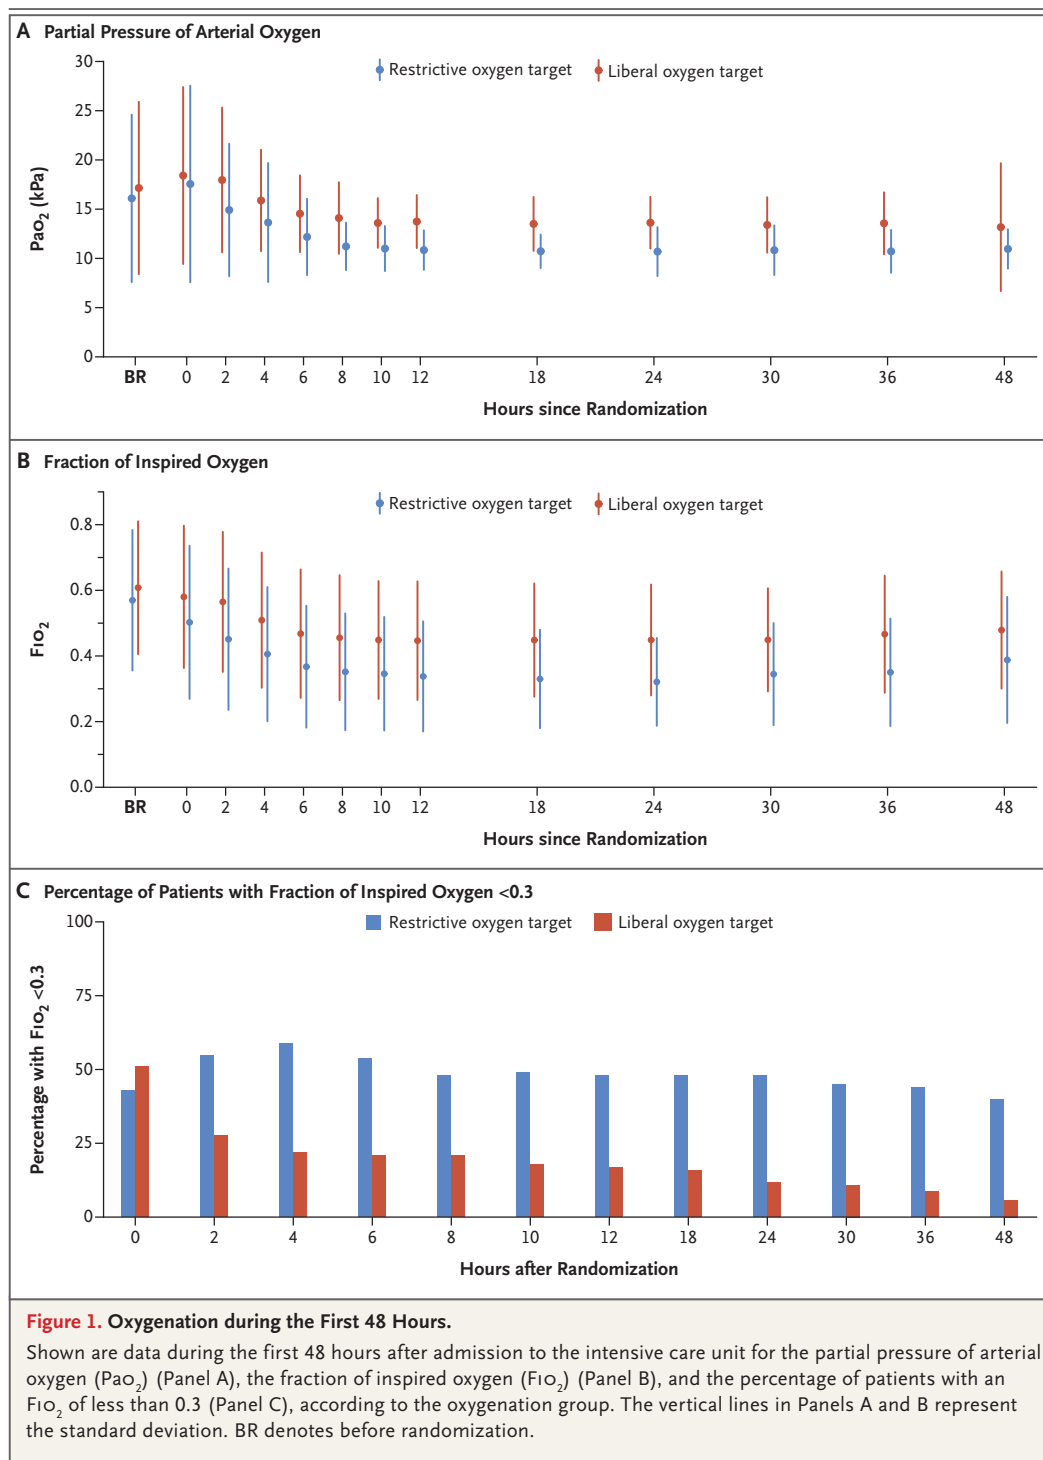 A Partial Pressure of Arterial Oxygen
Restrictive oxygen target
Liberal oxygen target
30
25
20
15
10
5
0
Pao2 (kPa)
BR 0 2 4 6 8 10 12 18 24 30 36 48
Hours since Randomization
B Fraction of Inspired Oxygen
Restrictive oxygen target
Liberal oxygen target
0.8
0.6
0.4
0.2
0.0
Fio2
BR 0 2 4 6 8 10 12 18 24 30 36 48
Hours since Randomization
C Percentage of Patients with Fraction of Inspired Oxygen <0.3
Restrictive oxygen target
Liberal oxygen target
100
75
50
25
0
Percentage with Fio2 <0.3
0 2 4 6 8 10 12 18 24 30 36 48
Hours after Randomization
Figure 1. Oxygenation during the First 48 Hours.
Shown are data during the first 48 hours after admission to the intensive care unit for the partial pressure of arterial
oxygen (Pao2) (Panel A), the fraction of inspired oxygen (Fio2) (Panel B), and the percentage of patients with an
Fio2 of less than 0.3 (Panel C), according to the oxygenation group. The vertical lines in Panels A and B represent
the standard deviation. BR denotes before randomization.